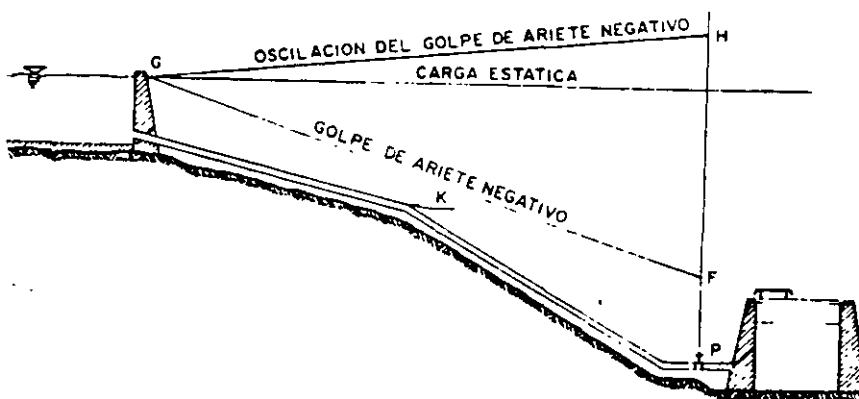 OSCILACION DEL GOLPE DE ARIETE NEGATIVO
H
G
CARGA ESTATICA
GOLPE DE ARIETE NEGATIVO
K
F
P